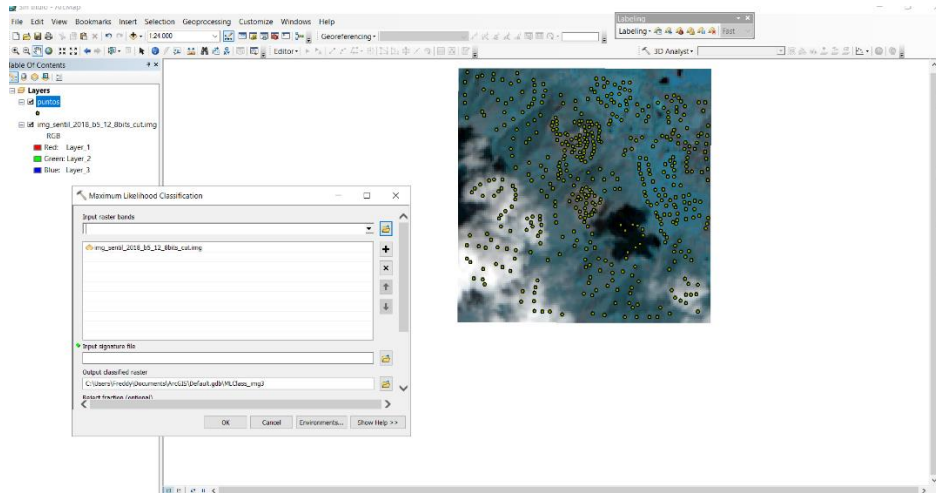 File Edit View Bookmarks Insert Selection Geoprocessing Customize Windows Help
1:24.000
Georeferencing
Labeling
Labeling
Fast
Editor
3D Analyst
Table Of Contents
Layers
puntos
img_sentil_2018_b5_12_8bits_cut.img
RGB
Red: Layer_1
Green: Layer_2
Blue: Layer_3
Maximum Likelihood Classification
Input raster bands
img_sentil_2018_b5_12_8bits_cut.img
Input signature file
Output classified raster
C:\Users\Freddy\Documents\ArcGIS\Default.gdb\MLClass_img3
Reject fraction (optional)
OK Cancel Environments... Show Help >>